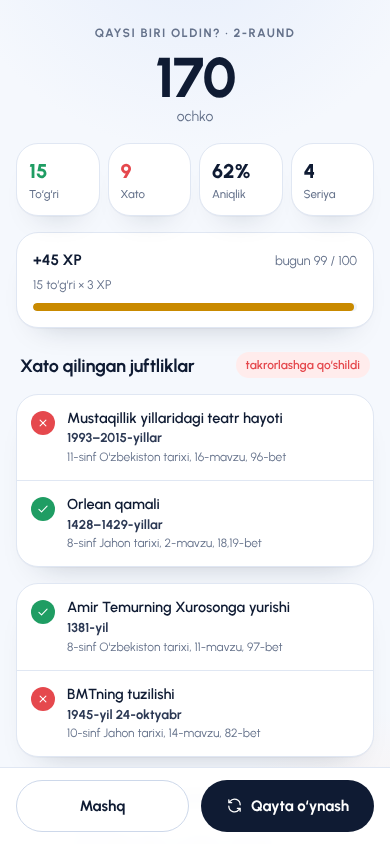 QAYSI BIRI OLDIN? · 2-RAUND
170
ochko
15
To‘g‘ri
9
Xato
62%
Aniqlik
4
Seriya
+45 XP
bugun 99 / 100
15 to‘g‘ri × 3 XP
Xato qilingan juftliklar
takrorlashga qo‘shildi
Mustaqillik yillaridagi teatr hayoti
1993–2015-yillar
11-sinf O‘zbekiston tarixi, 16-mavzu, 96-bet
Orlean qamali
1428–1429-yillar
8-sinf Jahon tarixi, 2-mavzu, 18,19-bet
Amir Temurning Xurosonga yurishi
1381-yil
8-sinf O‘zbekiston tarixi, 11-mavzu, 97-bet
BMTning tuzilishi
1945-yil 24-oktyabr
10-sinf Jahon tarixi, 14-mavzu, 82-bet
Mashq
Qayta o‘ynash